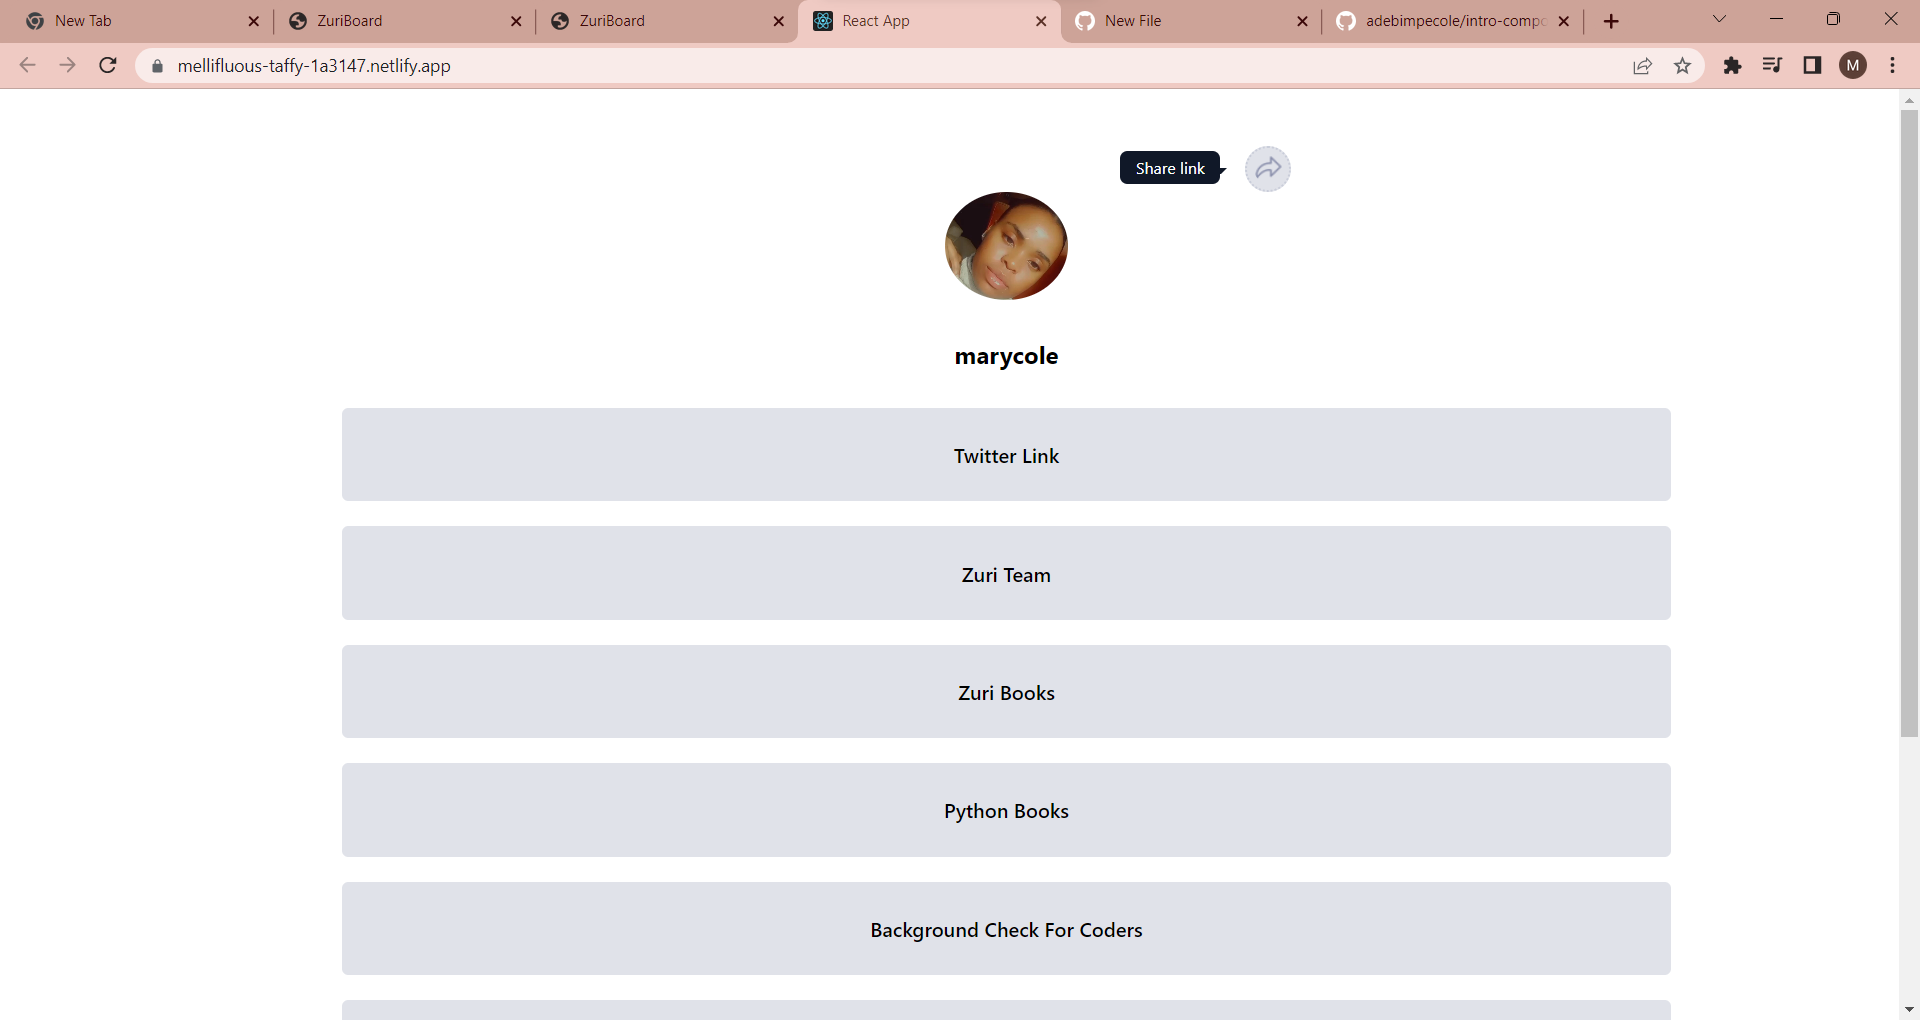 New Tab
ZuriBoard
ZuriBoard
React App
New File
adebimpecole/intro-compo
mellifluous-taffy-1a3147.netlify.app
M
Share link
marycole
Twitter Link
Zuri Team
Zuri Books
Python Books
Background Check For Coders